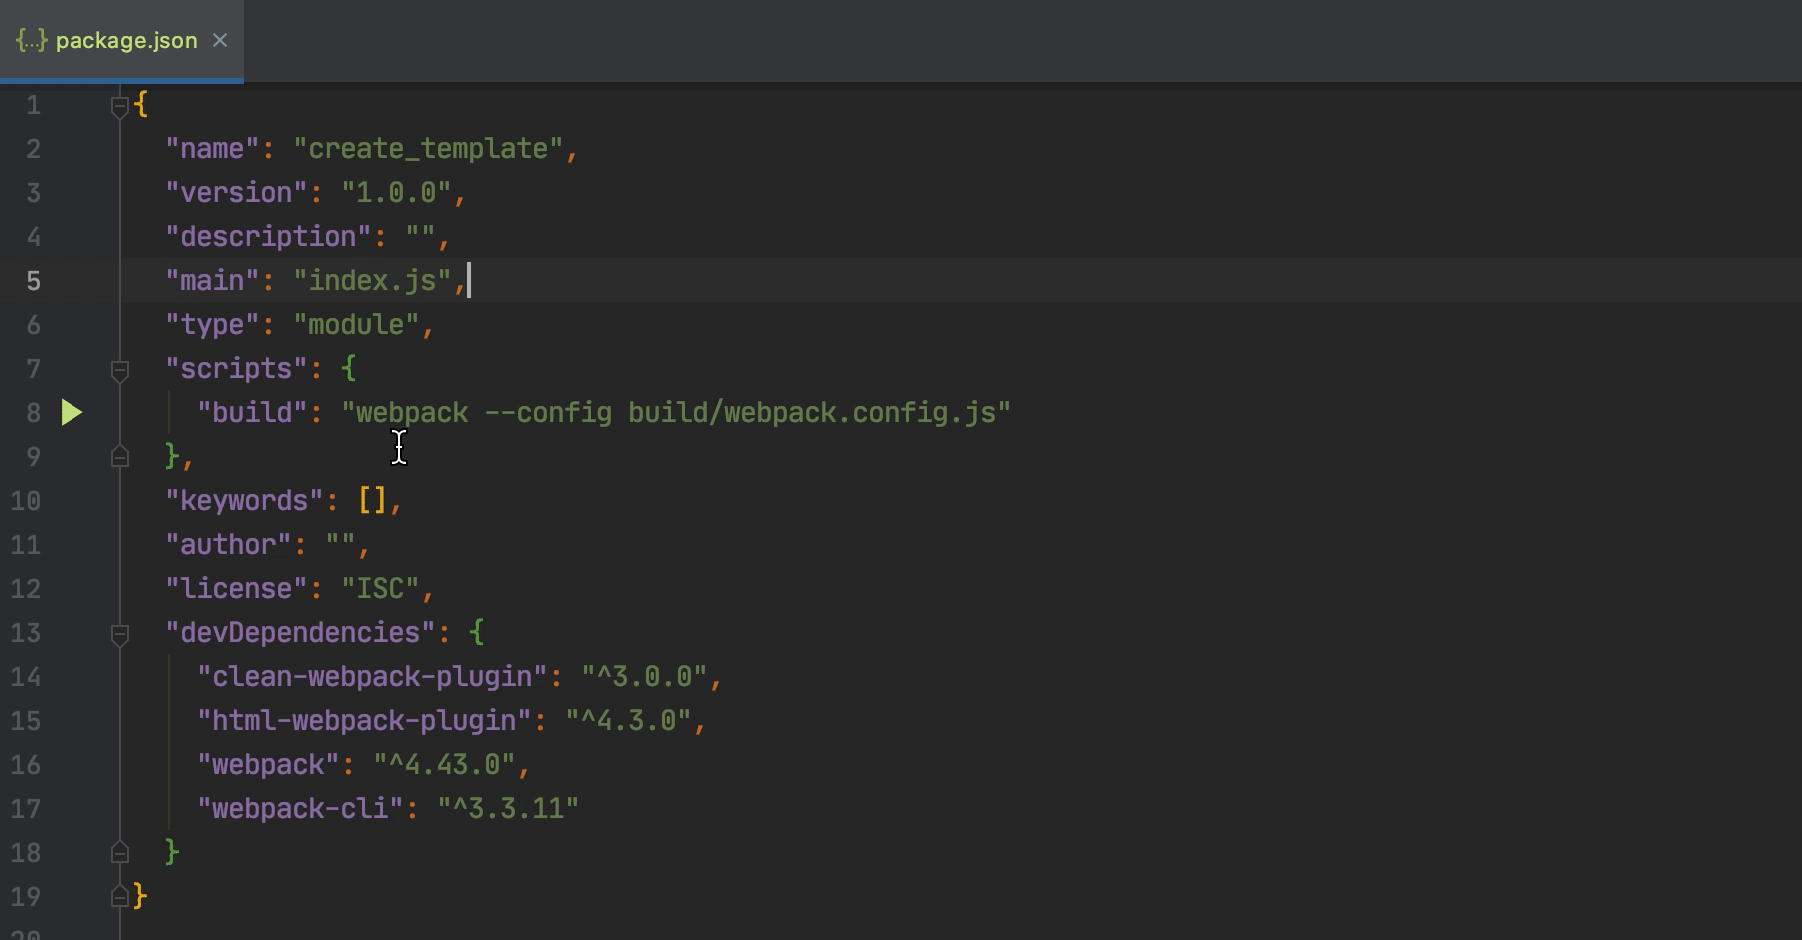 {...} package.json ×
1 {
2   "name": "create_template",
3   "version": "1.0.0",
4   "description": "",
5   "main": "index.js",
6   "type": "module",
7   "scripts": {
8     "build": "webpack --config build/webpack.config.js"
9   },
10   "keywords": [],
11   "author": "",
12   "license": "ISC",
13   "devDependencies": {
14     "clean-webpack-plugin": "^3.0.0",
15     "html-webpack-plugin": "^4.3.0",
16     "webpack": "^4.43.0",
17     "webpack-cli": "^3.3.11"
18   }
19 }
20